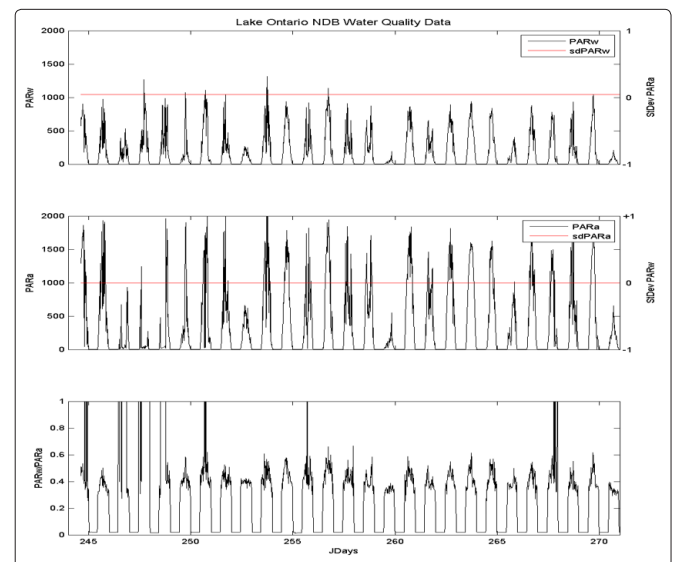 Lake Ontario NDB Water Quality Data
2000
1500
1000
500
0
PARw
1
0
-1
StDev PARa
PARw
sdPARw
2000
1500
1000
500
0
PARa
+1
0
-1
StDev PARw
PARa
sdPARa
1
0.8
0.6
0.4
0.2
0
PARw/PARa
245
250
255
260
265
270
JDays